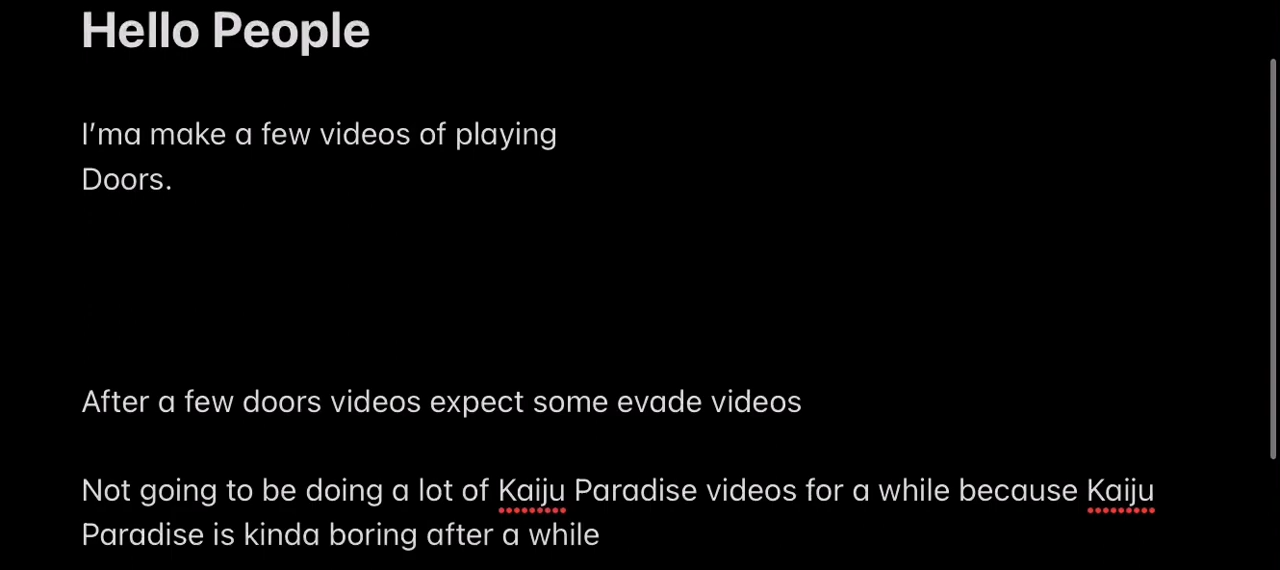 Hello People
I'ma make a few videos of playing
Doors.
After a few doors videos expect some evade videos
Not going to be doing a lot of Kaiju Paradise videos for a while because Kaiju
Paradise is kinda boring after a while